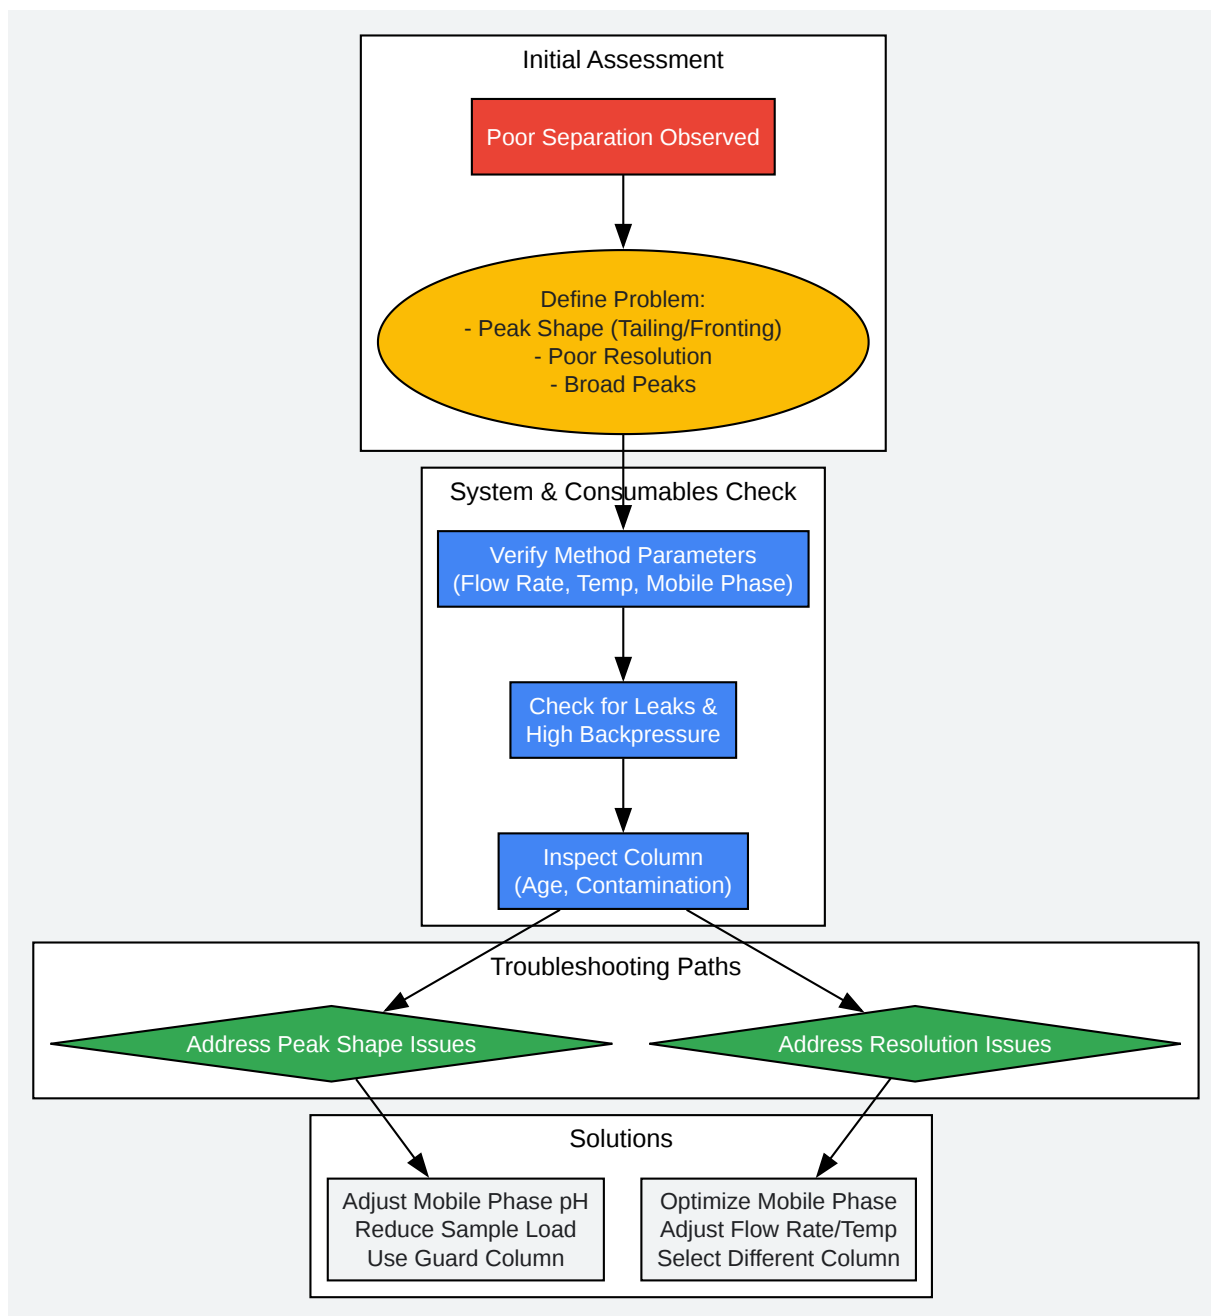 Initial Assessment
Poor Separation Observed
Define Problem:
- Peak Shape (Tailing/Fronting)
- Poor Resolution
- Broad Peaks
System & Consumables Check
Verify Method Parameters
(Flow Rate, Temp, Mobile Phase)
Check for Leaks &
High Backpressure
Inspect Column
(Age, Contamination)
Troubleshooting Paths
Address Peak Shape Issues
Address Resolution Issues
Solutions
Adjust Mobile Phase pH
Reduce Sample Load
Use Guard Column
Optimize Mobile Phase
Adjust Flow Rate/Temp
Select Different Column